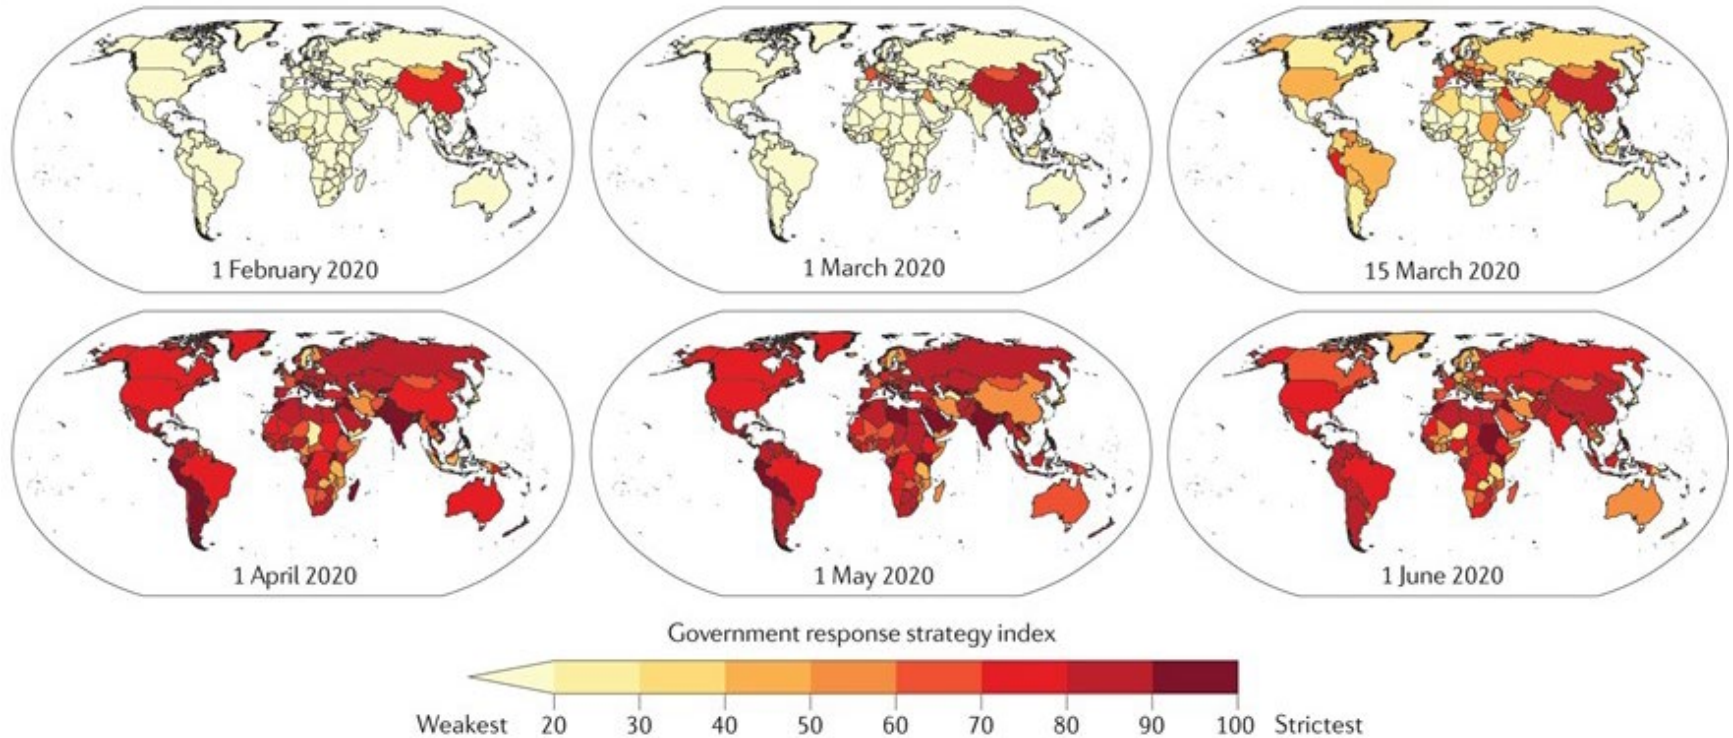 1 February 2020
1 March 2020
15 March 2020
1 April 2020
1 May 2020
1 June 2020
Government response strategy index
Weakest 20 30 40 50 60 70 80 90 100 Strictest